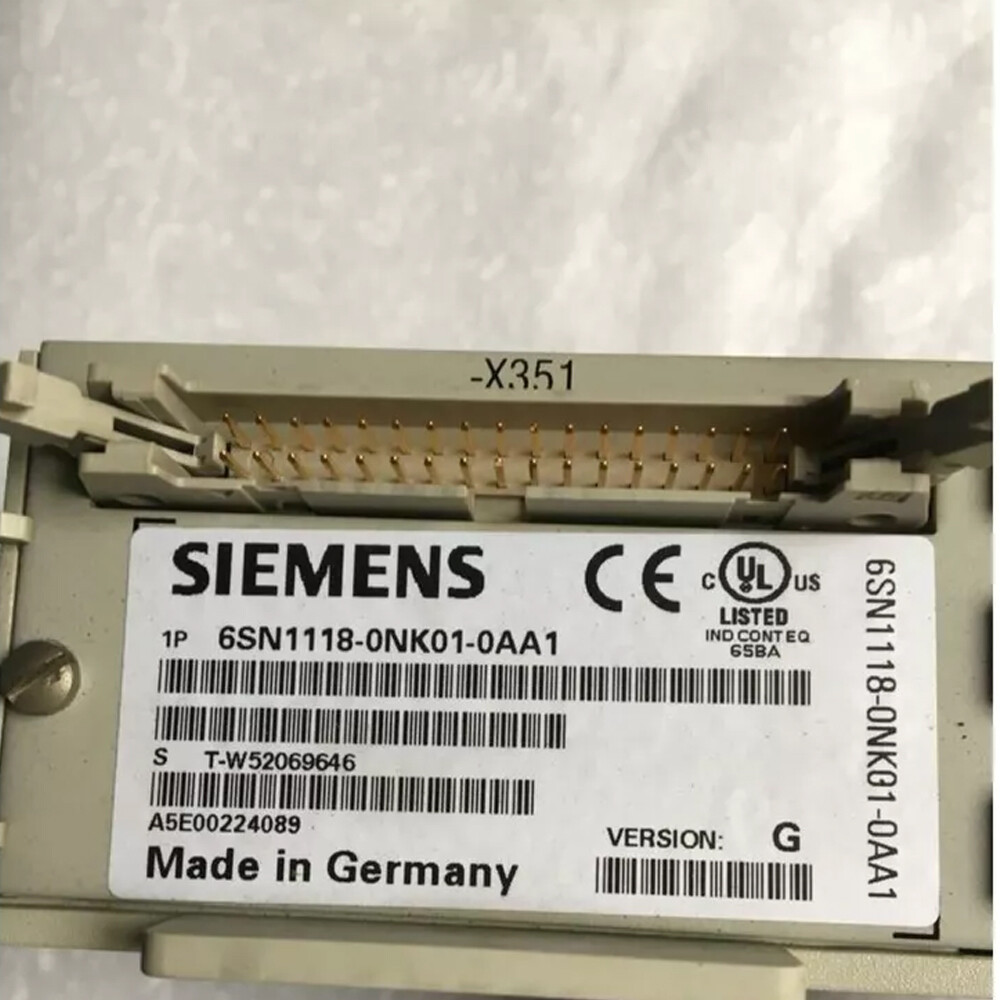 -X351
SIEMENS
CE
C UL US
LISTED
IND CONT EQ
65BA
1P 6SN1118-0NK01-0AA1
S T-W52069646
A5E00224089
VERSION: G
Made in Germany
6SN1118-0NK01-0AA1